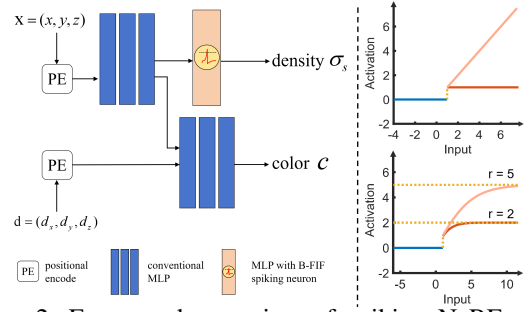 x = (x, y, z)
PE
density σs
PE
color c
d = (dx, dy, dz)
PE positional encode
conventional MLP
MLP with B-FIF spiking neuron
Activation
6
4
2
0
-2
-4 -2 0 2 4 6
Input
Activation
6
4
2
0
-2
r = 5
r = 2
-5 0 5 10
Input